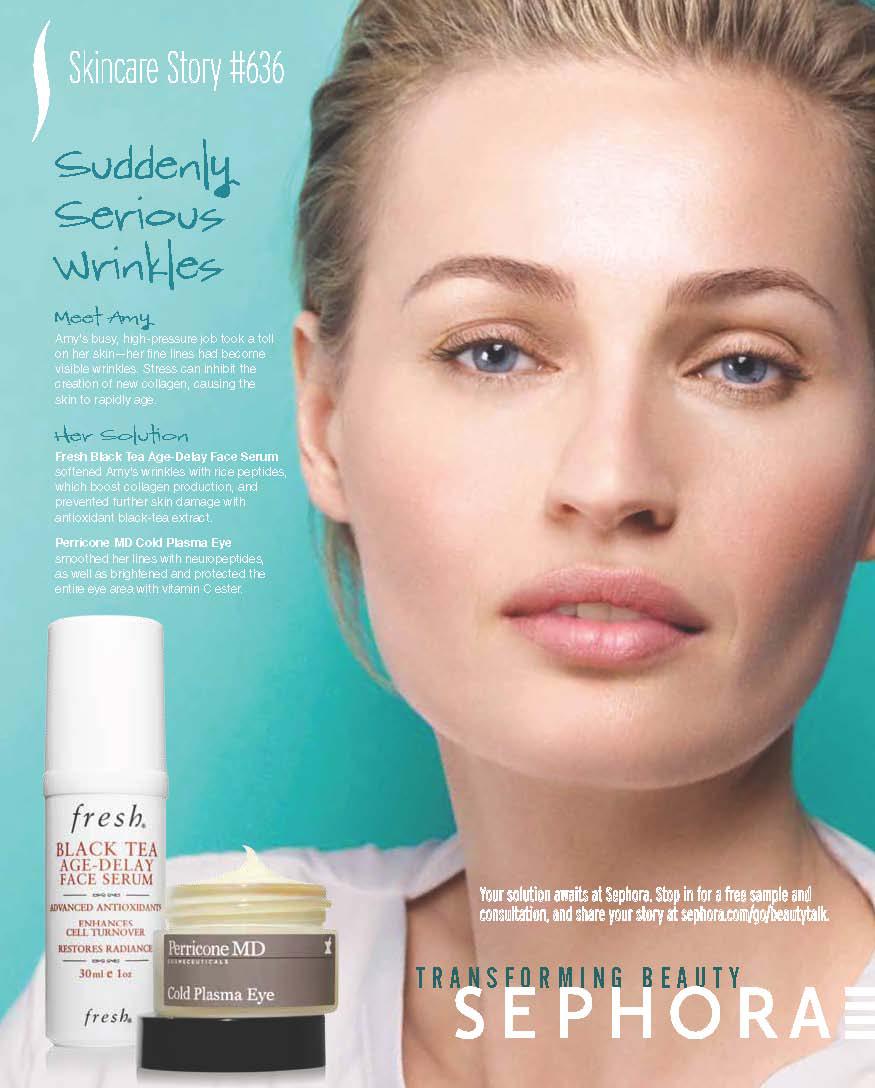 Skincare Story #636
Suddenly
Serious
Wrinkles
Meet Amy
Amy's busy, high-pressure job took a toll
on her skin—her fine lines had become
visible wrinkles. Stress can inhibit the
creation of new collagen, causing the
skin to rapidly age.
Her Solution
Fresh Black Tea Age-Delay Face Serum
softened Amy's wrinkles with rice peptides,
which boost collagen production, and
prevented further skin damage with
antioxidant black-tea extract.
Perricone MD Cold Plasma Eye
smoothed her lines with neuropeptides,
as well as brightened and protected the
entire eye area with vitamin C ester.
fresh®
BLACK TEA
AGE-DELAY
FACE SERUM
ADVANCED ANTIOXIDANTS
ENHANCES
CELL TURNOVER
RESTORES RADIANCE
30ml e 1oz
fresh®
Perricone MD
COSMECEUTICALS
Cold Plasma Eye
Your solution awaits at Sephora. Stop in for a free sample and
consultation, and share your story at sephora.com/go/beautytalk.
TRANSFORMING BEAUTY
SEPHORA